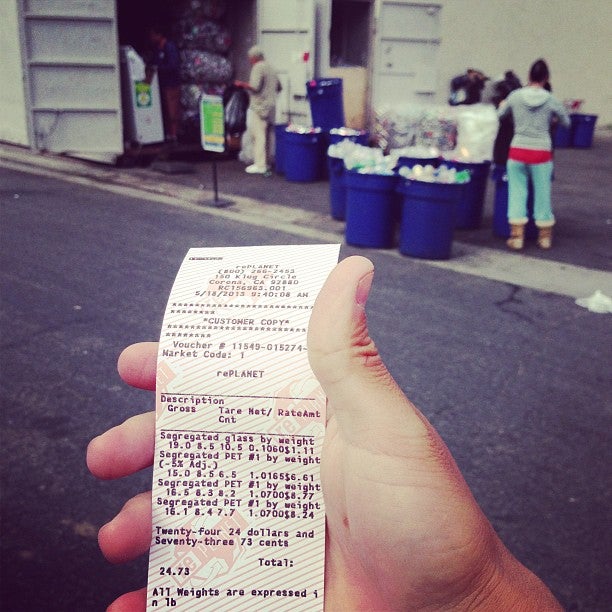 rePLANET
(800) 266-2453
150 Klug Circle
Corona, CA 92880
RC156963.001
5/18/2013 9:40:08 AM
************************
********
*CUSTOMER COPY*
************************
********
Voucher # 11549-G15274-
Market Code: 1
rePLANET
Description
Gross Tare Net/ RateAmt
Cnt
Segregated glass by weight
19.0 8.5 10.5 0.1060$1.11
Segregated PET #1 by weight
(-5% Adj.)
15.0 8.5 6.5 1.0165$6.61
Segregated PET #1 by weight
16.5 8.3 8.2 1.0700$8.77
Segregated PET #1 by weight
16.1 8.4 7.7 1.0700$8.24
Twenty-four 24 dollars and
Seventy-three 73 cents
Total:
24.73
All Weights are expressed i
n lb